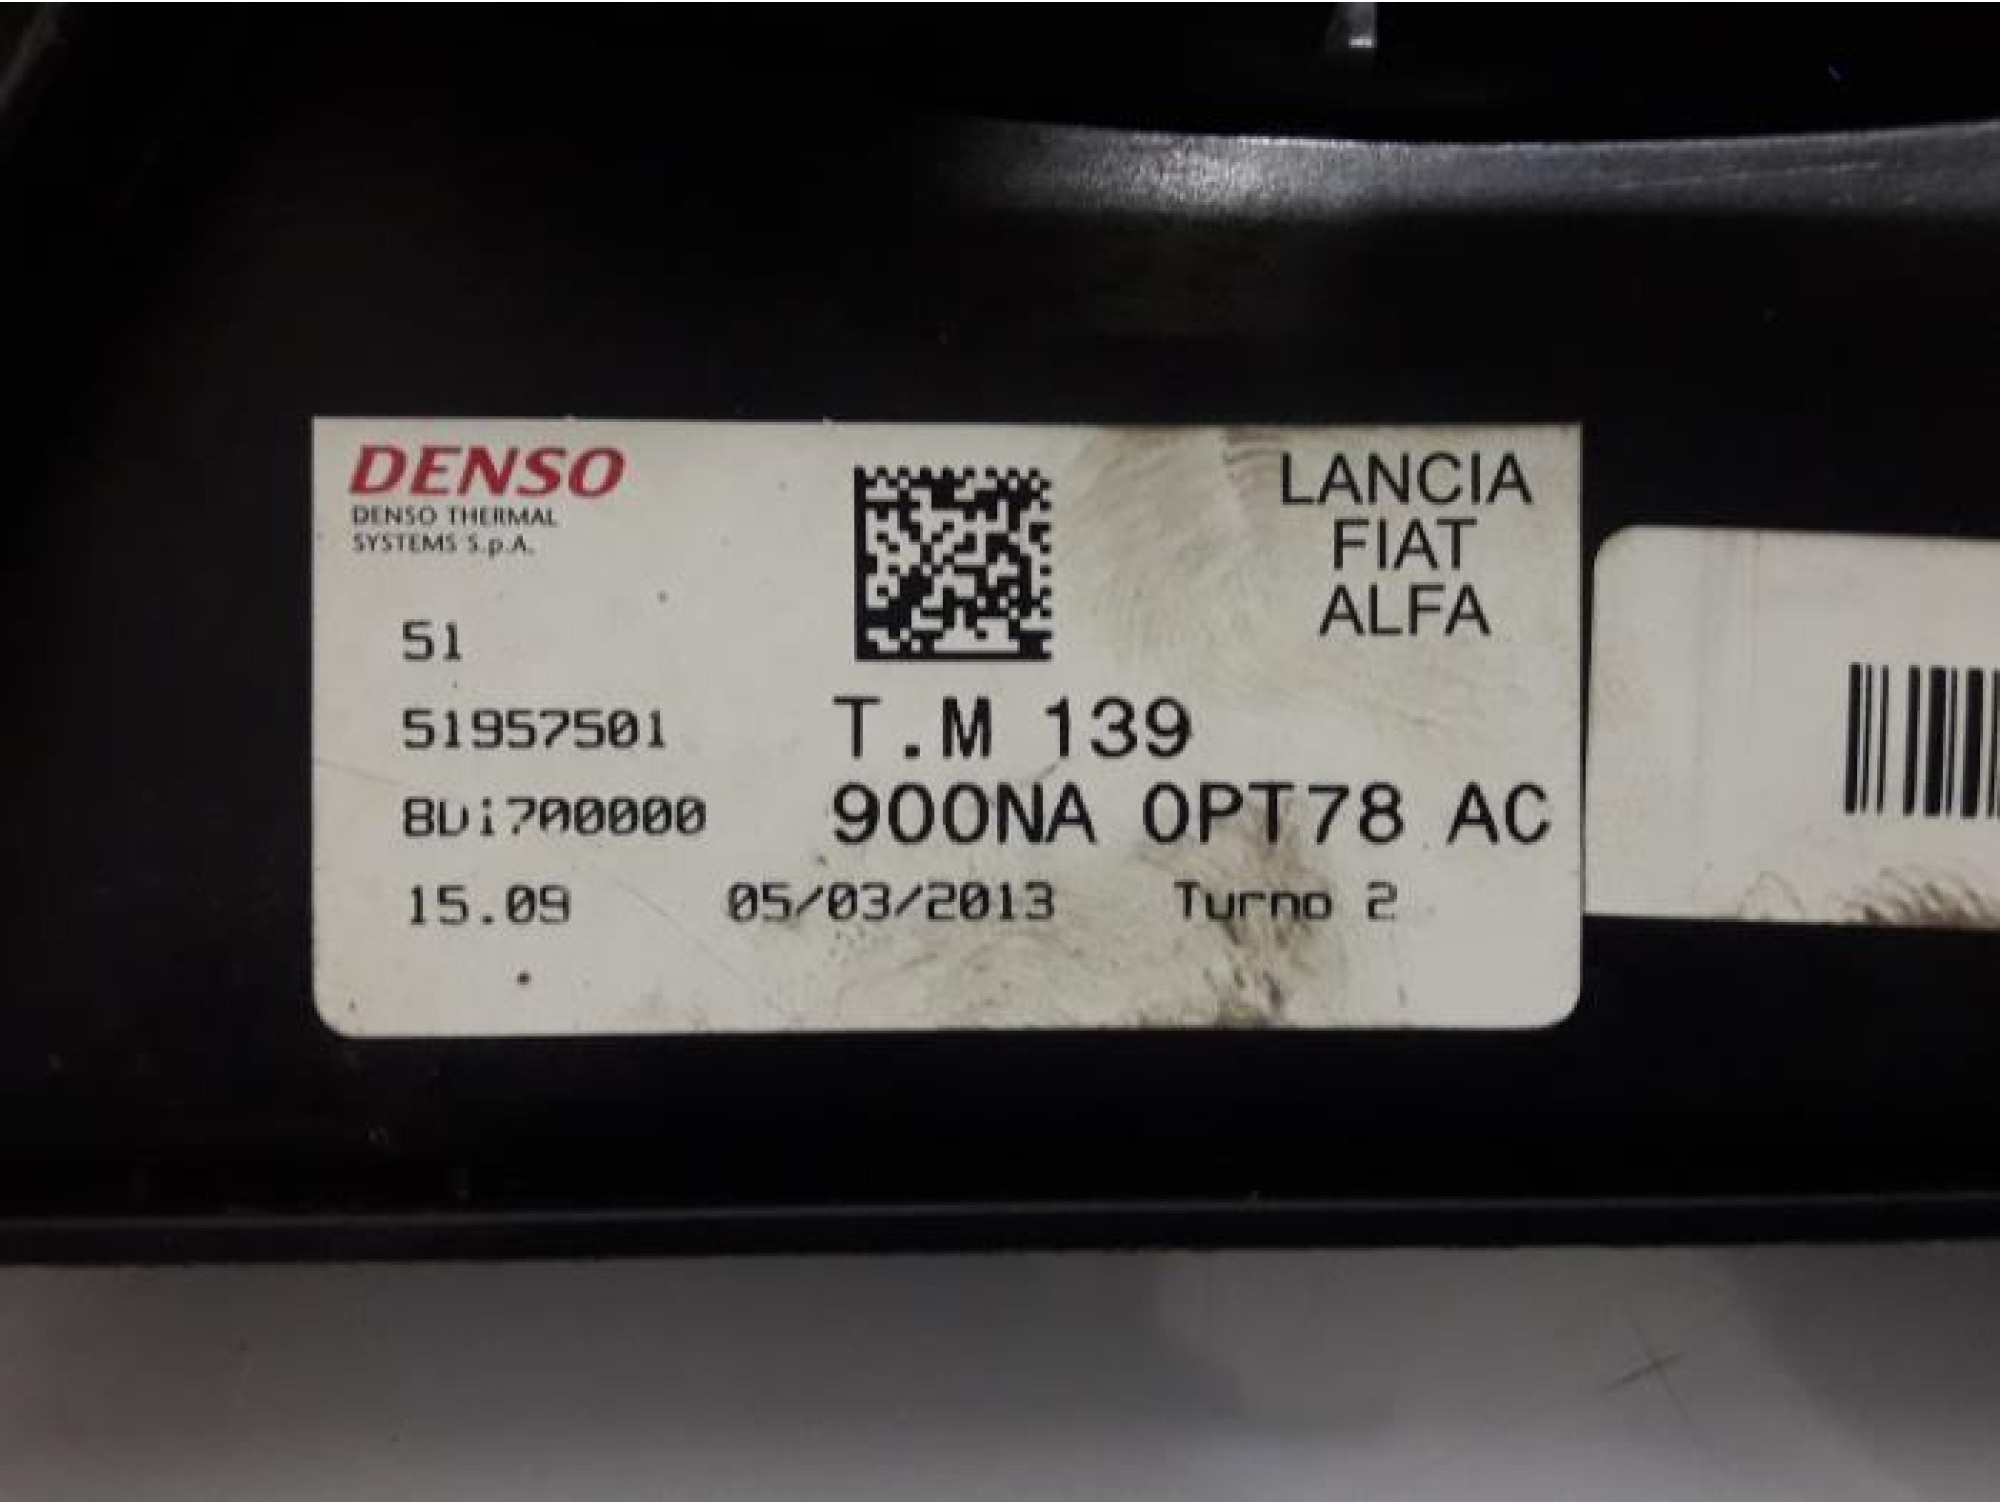 DENSO
DENSO THERMAL
SYSTEMS S.p.A.
LANCIA
FIAT
ALFA
51
51957501
T.M 139
900NA OPT78 AC
15.09
05/03/2013
Turno 2